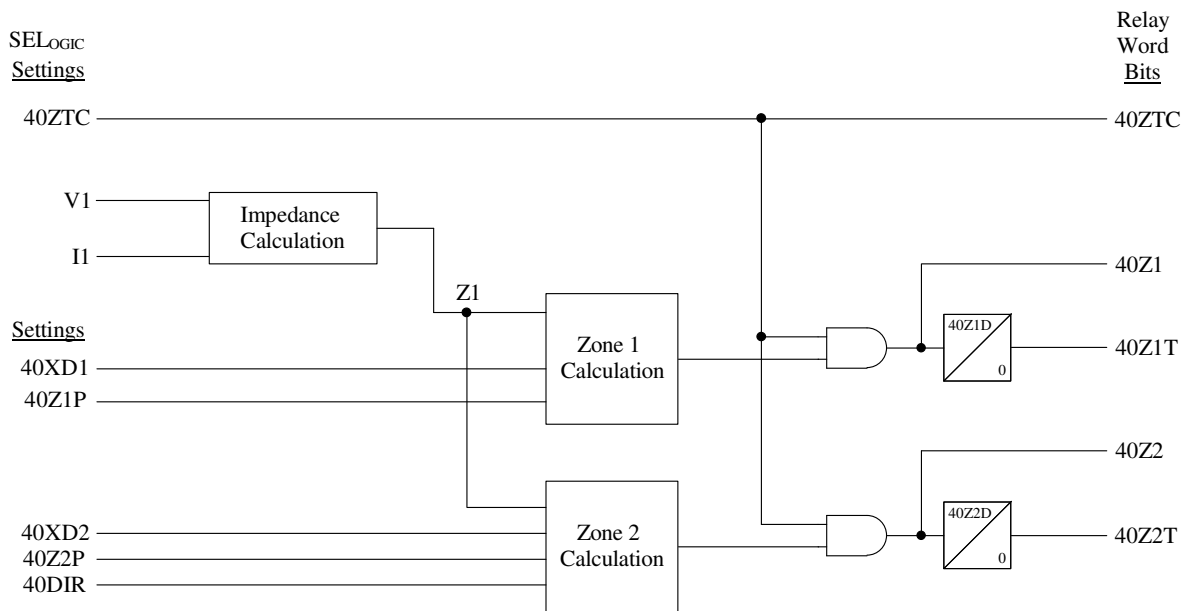 SELOGIC
Settings
Relay
Word
Bits
40ZTC
40ZTC
V1
I1
Impedance
Calculation
Z1
Settings
40XD1
40Z1P
Zone 1
Calculation
40Z1D
0
40Z1
40Z1T
40XD2
40Z2P
40DIR
Zone 2
Calculation
40Z2D
0
40Z2
40Z2T